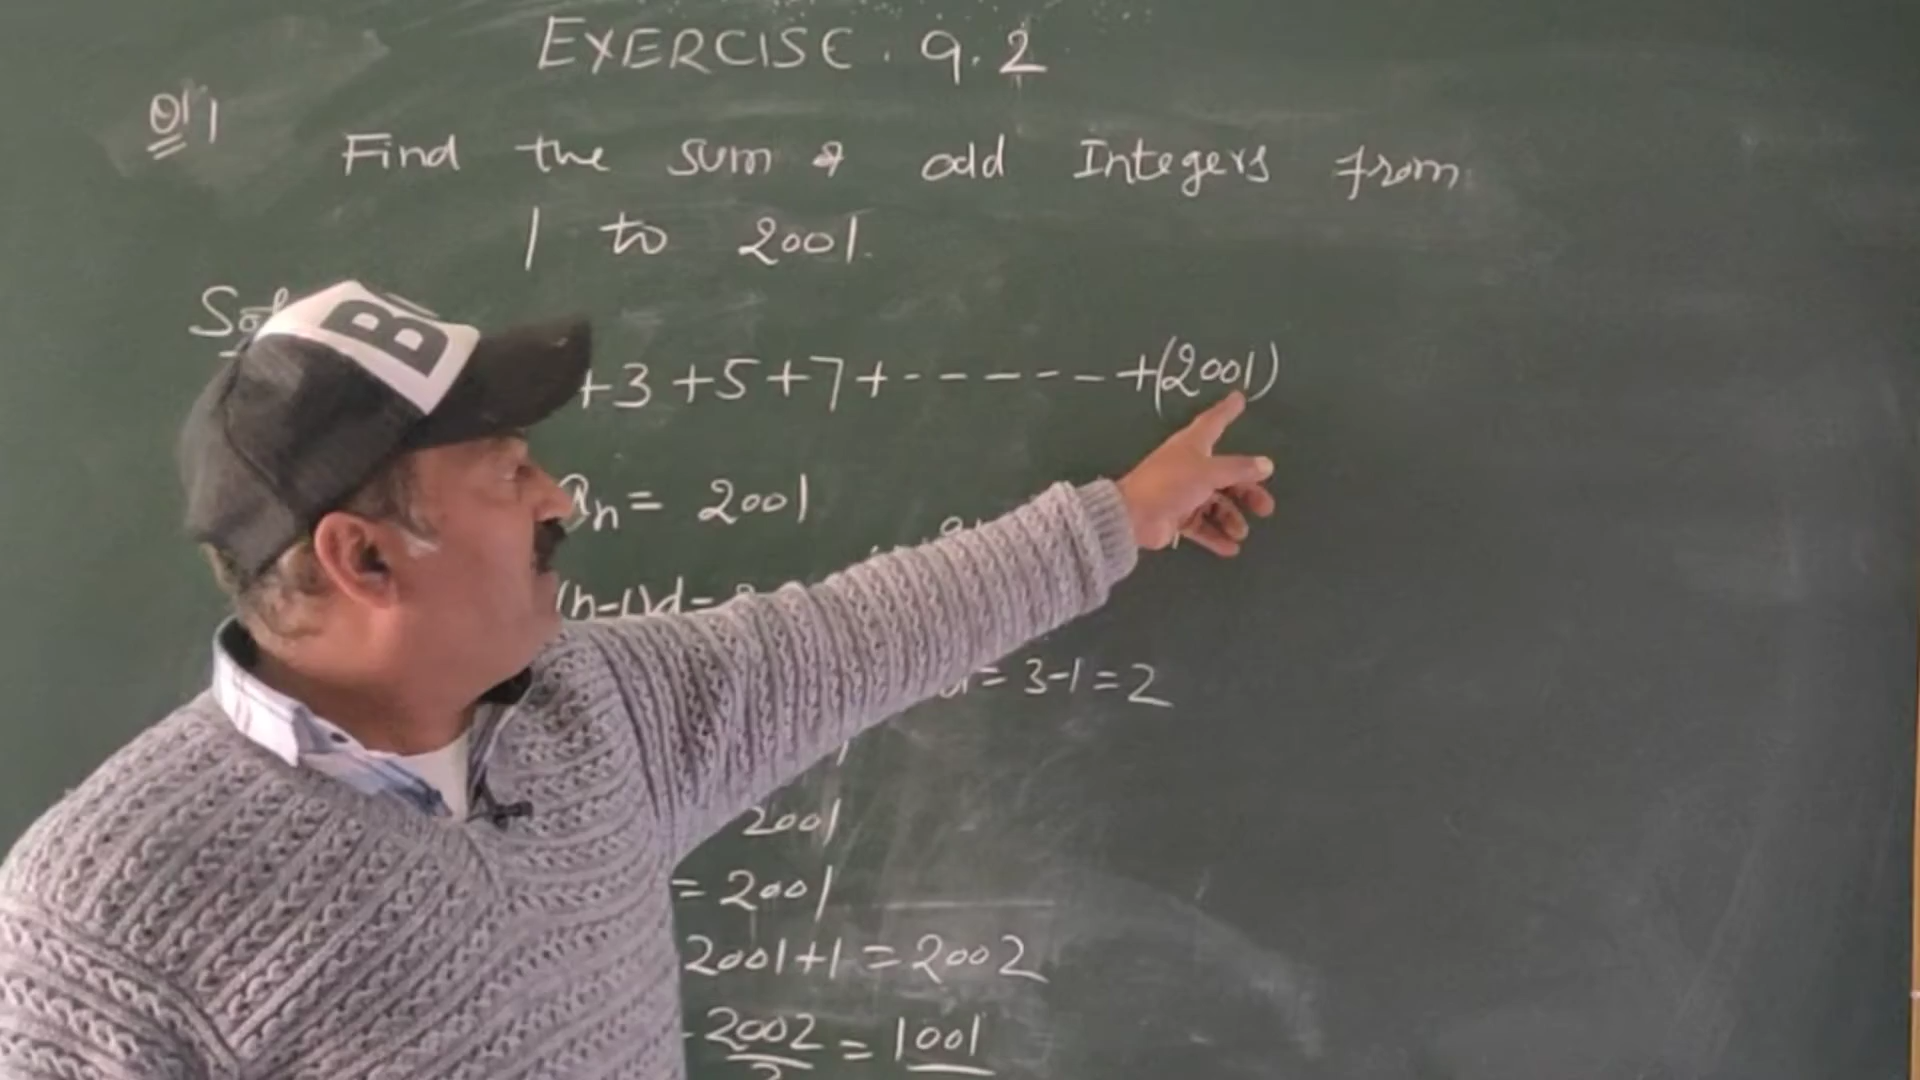 EXERCISE. 9.2
Q.1
Find the sum of odd Integers from
1 to 2001.
Sol
B
+3+5+7+------+(2001)
an = 2001
(n-1)d=
d = 3-1=2
2001
= 2001
2001+1 = 2002
2002/2 = 1001